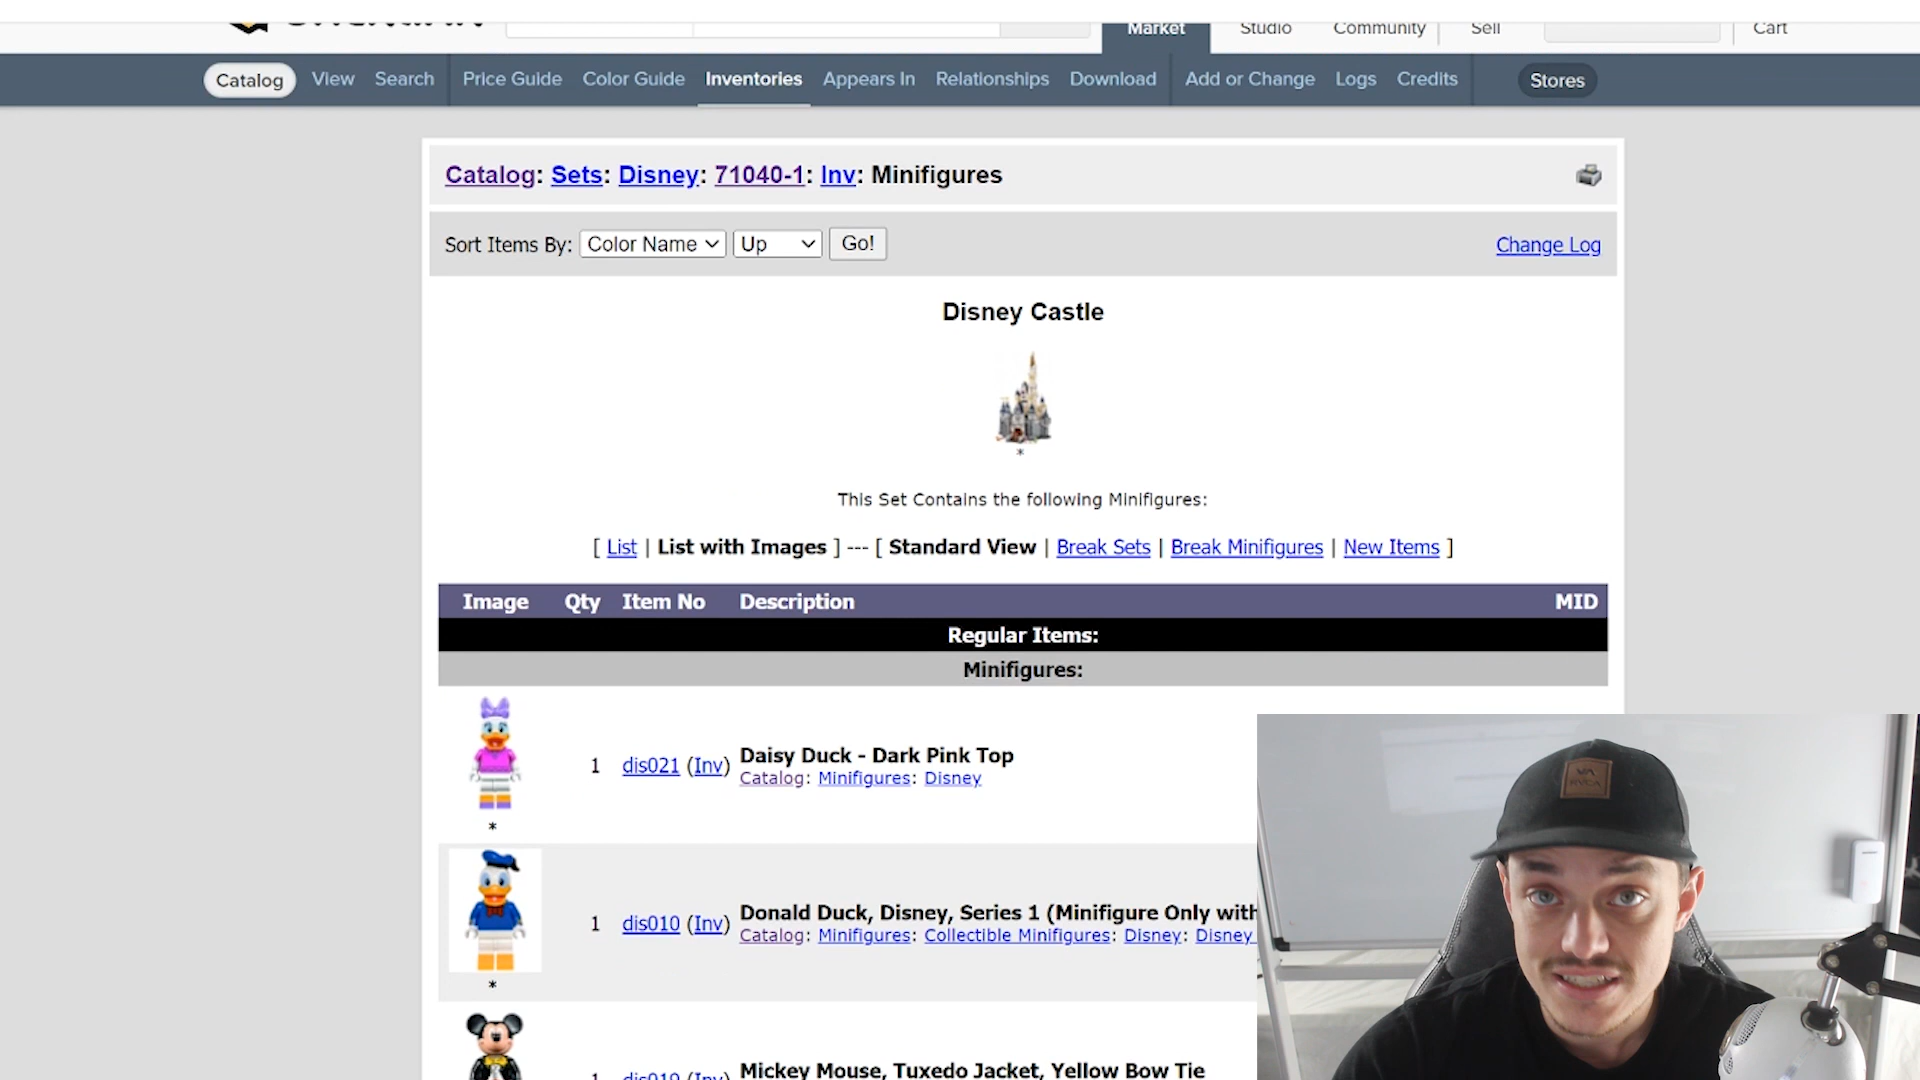 Market Studio Community Sell Cart
Catalog View Search Price Guide Color Guide Inventories Appears In Relationships Download Add or Change Logs Credits Stores
Catalog: Sets: Disney: 71040-1: Inv: Minifigures
Sort Items By: Color Name Up Go! Change Log
Disney Castle
*
This Set Contains the following Minifigures:
[ List | List with Images ] --- [ Standard View | Break Sets | Break Minifigures | New Items ]
Image Qty Item No Description MID
Regular Items:
Minifigures:
1 dis021 (Inv) Daisy Duck - Dark Pink Top
Catalog: Minifigures: Disney
*
1 dis010 (Inv) Donald Duck, Disney, Series 1 (Minifigure Only with
Catalog: Minifigures: Collectible Minifigures: Disney: Disney
*
1 dis019 (Inv) Mickey Mouse, Tuxedo Jacket, Yellow Bow Tie
VA
RVCA